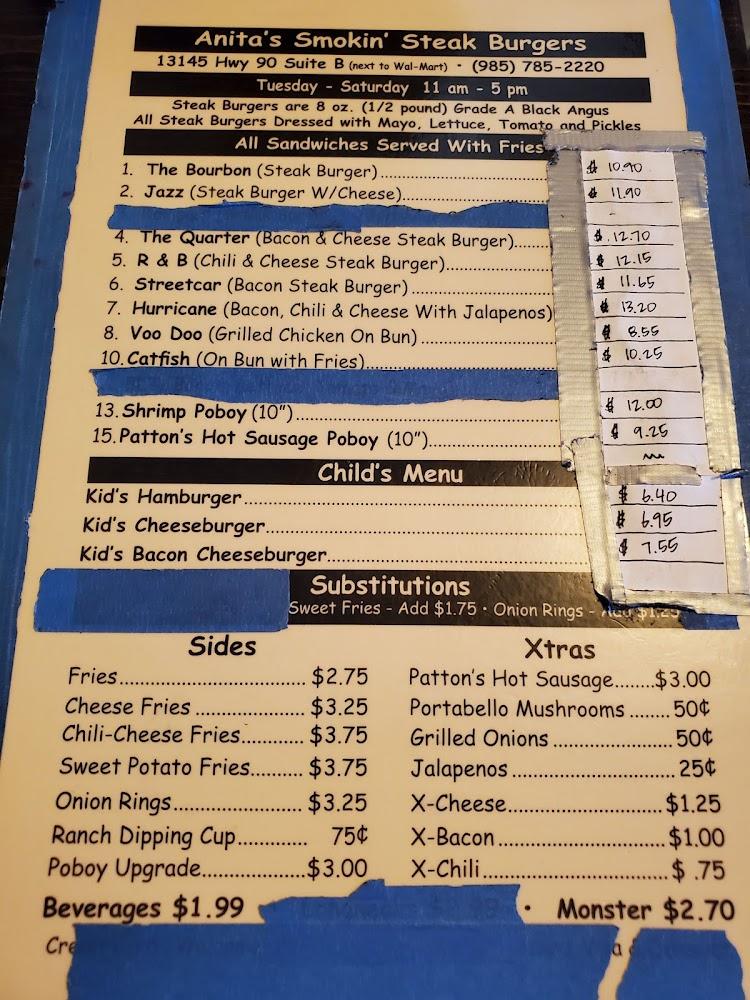 Anita's Smokin' Steak Burgers
13145 Hwy 90 Suite B (next to Wal-Mart) · (985) 785-2220
Tuesday - Saturday 11 am - 5 pm
Steak Burgers are 8 oz. (1/2 pound) Grade A Black Angus
All Steak Burgers Dressed with Mayo, Lettuce, Tomato and Pickles
All Sandwiches Served With Fries
1. The Bourbon (Steak Burger)........................ $ 10.90
2. Jazz (Steak Burger W/Cheese)........................ $ 11.90
4. The Quarter (Bacon & Cheese Steak Burger)....... $ 12.70
5. R & B (Chili & Cheese Steak Burger)................ $ 12.15
6. Streetcar (Bacon Steak Burger) ...................... $ 11.65
7. Hurricane (Bacon, Chili & Cheese With Jalapenos) $ 13.20
8. Voo Doo (Grilled Chicken On Bun) ..................... $ 8.55
10. Catfish (On Bun with Fries)........................... $ 10.25
13. Shrimp Poboy (10")...................................... $ 12.00
15. Patton's Hot Sausage Poboy (10")................... $ 9.25
Child's Menu
Kid's Hamburger.......................................... $ 6.40
Kid's Cheeseburger....................................... $ 6.95
Kid's Bacon Cheeseburger................................ $ 7.55
Substitutions
Sweet Fries - Add $1.75 · Onion Rings - Add $1.25
Sides
Fries.............................. $2.75
Cheese Fries .................. $3.25
Chili-Cheese Fries........... $3.75
Sweet Potato Fries......... $3.75
Onion Rings..................... $3.25
Ranch Dipping Cup............ 75¢
Poboy Upgrade.................$3.00
Xtras
Patton's Hot Sausage.......$3.00
Portabello Mushrooms ....... 50¢
Grilled Onions .................... 50¢
Jalapenos ........................... 25¢
X-Cheese..........................$1.25
X-Bacon ............................$1.00
X-Chili ..............................$ .75
Beverages $1.99 · Monster $2.70